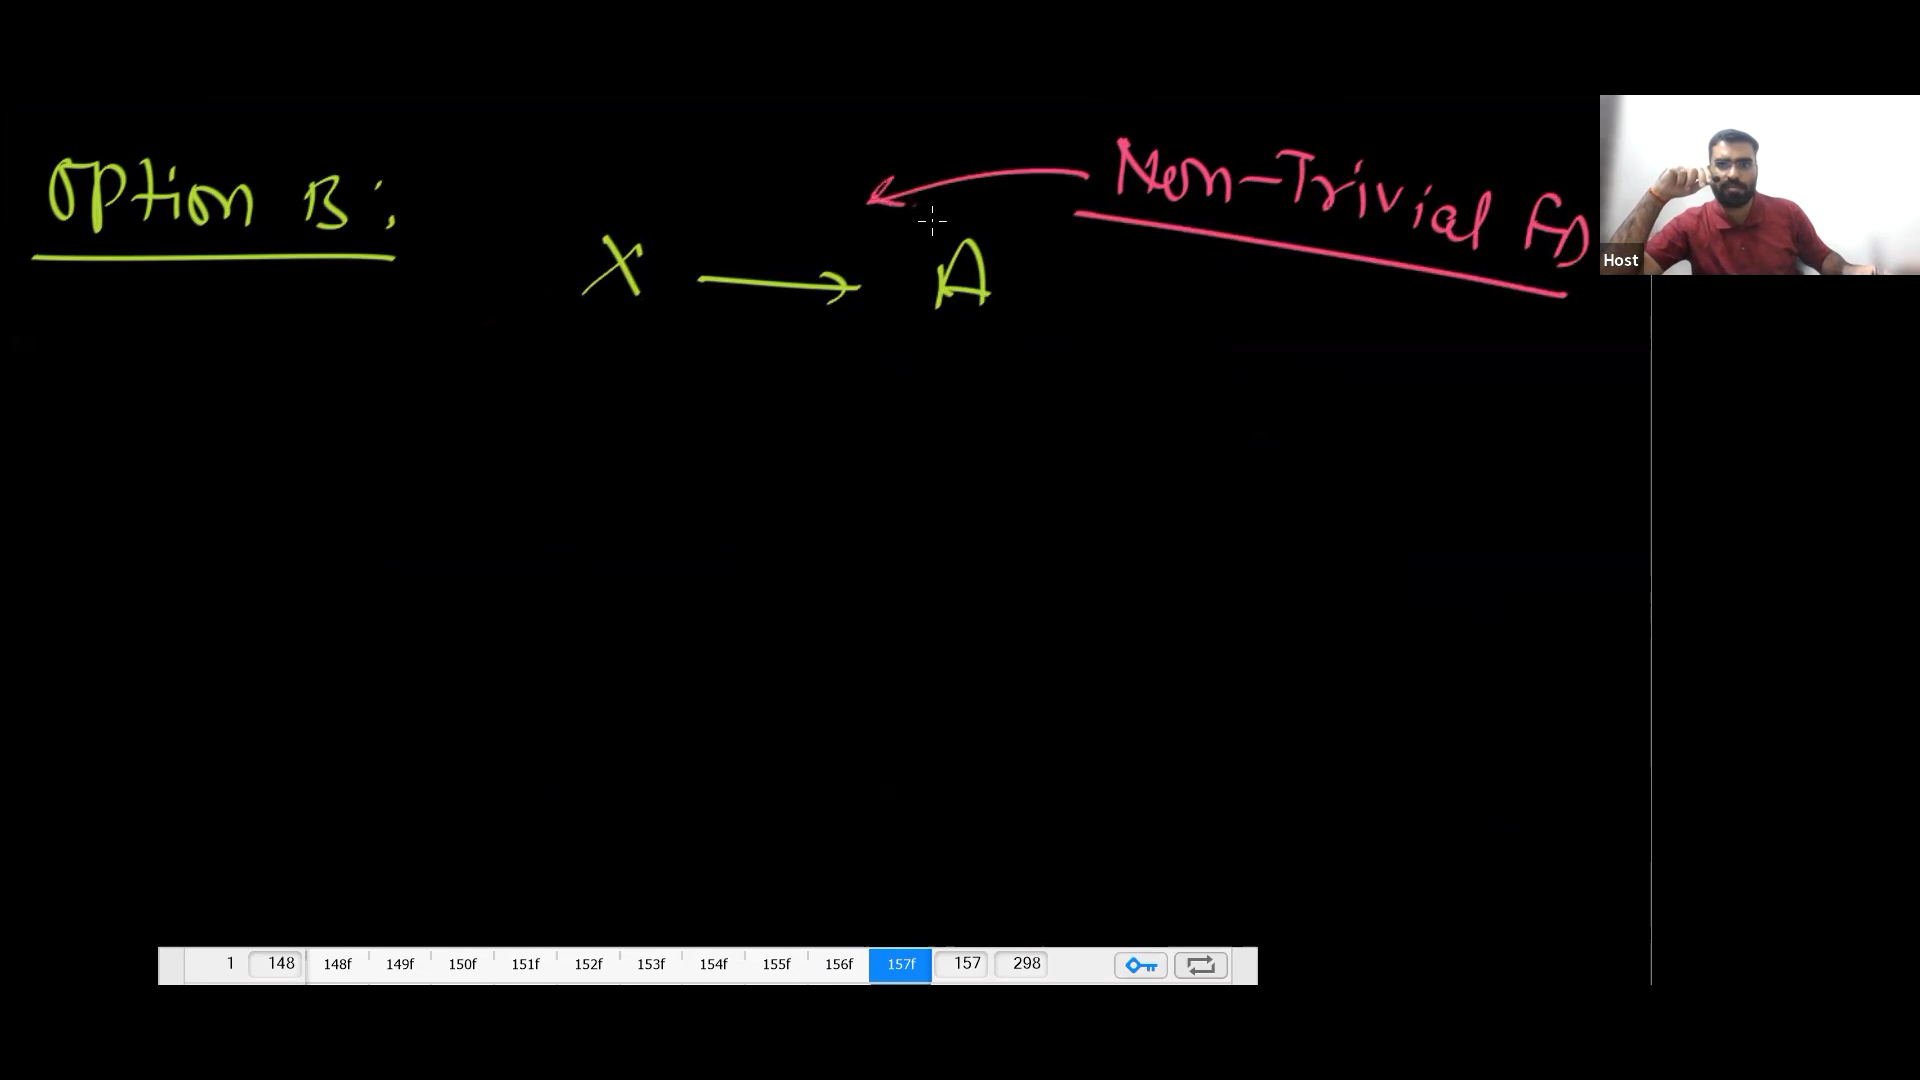 Option B:
Non-Trivial FD
X → A
Host
1 148 148f 149f 150f 151f 152f 153f 154f 155f 156f 157f 157 298